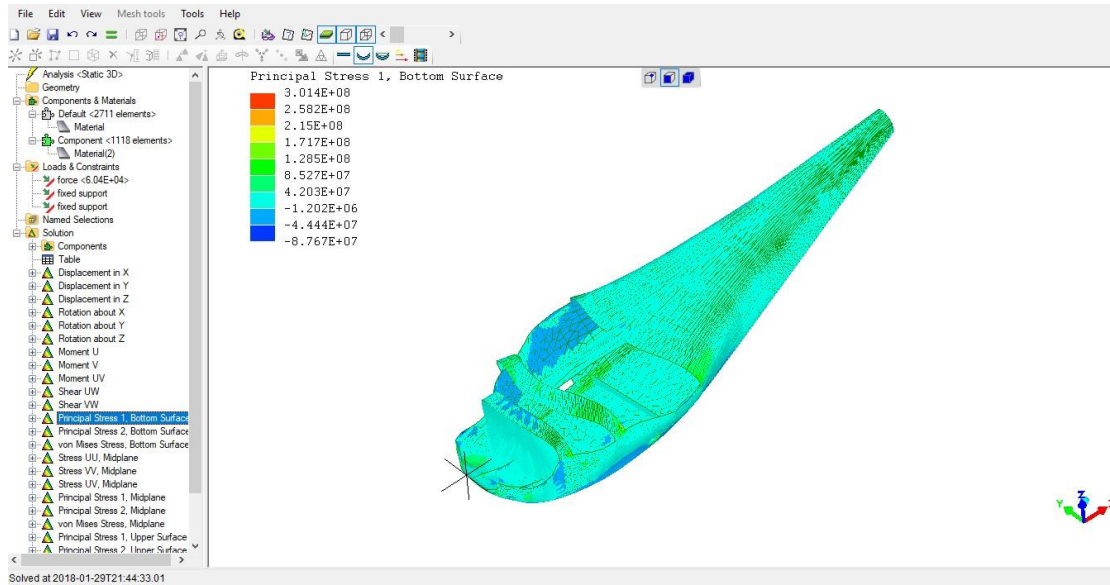 File Edit View Mesh tools Tools Help
Analysis <Static 3D>
Geometry
Components & Materials
Default <2711 elements>
Material
Component <1118 elements>
Material(2)
Loads & Constraints
force <6.04E+04>
fixed support
fixed support
Named Selections
Solution
Components
Table
Displacement in X
Displacement in Y
Displacement in Z
Rotation about X
Rotation about Y
Rotation about Z
Moment U
Moment V
Moment UV
Shear UW
Shear VW
Principal Stress 1, Bottom Surface
Principal Stress 2, Bottom Surface
von Mises Stress, Bottom Surface
Stress UU, Midplane
Stress VV, Midplane
Stress UV, Midplane
Principal Stress 1, Midplane
Principal Stress 2, Midplane
von Mises Stress, Midplane
Principal Stress 1, Upper Surface
Principal Stress 2, Upper Surface
Principal Stress 1, Bottom Surface
3.014E+08
2.582E+08
2.15E+08
1.717E+08
1.285E+08
8.527E+07
4.203E+07
-1.202E+06
-4.444E+07
-8.767E+07
Y Z
Solved at 2018-01-29T21:44:33.01